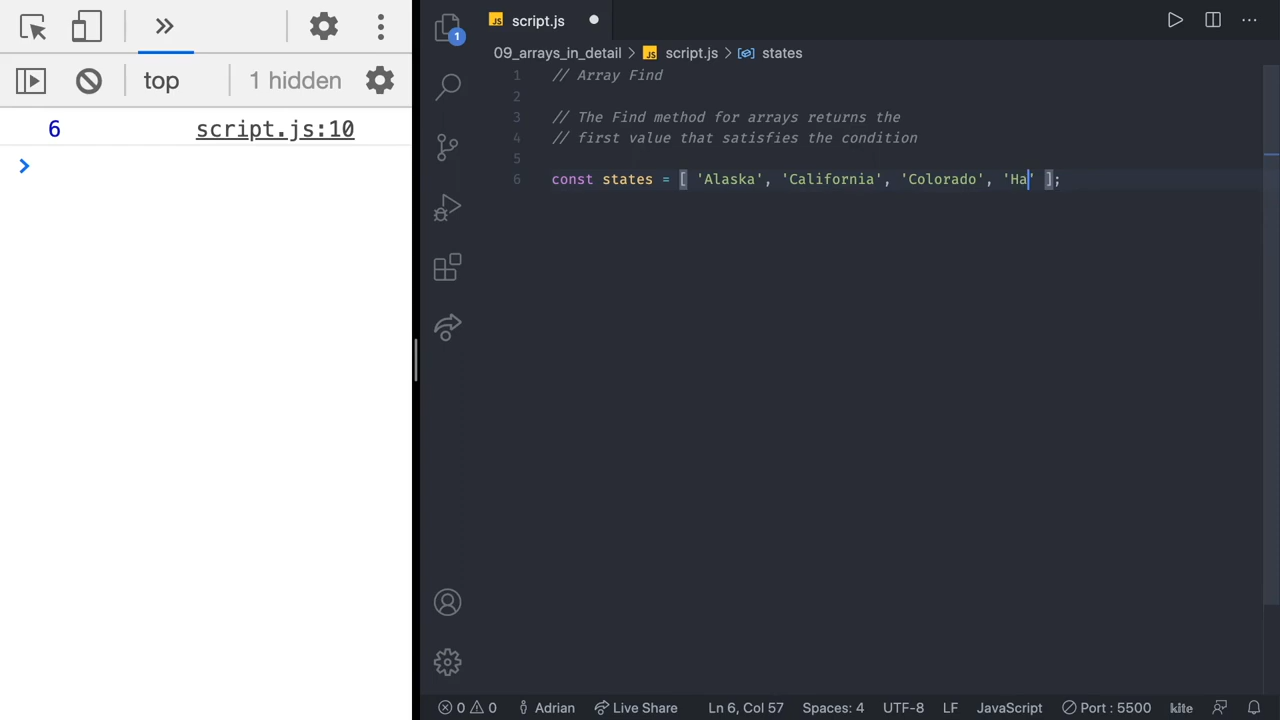 top
1 hidden
6 script.js:10
script.js
09_arrays_in_detail > script.js > states
1 // Array Find
2
3 // The Find method for arrays returns the
4 // first value that satisfies the condition
5
6 const states = [ 'Alaska', 'California', 'Colorado', 'Ha' ];
1
JS
JS
0 0 Adrian Live Share Ln 6, Col 57 Spaces: 4 UTF-8 LF JavaScript Port : 5500 kite